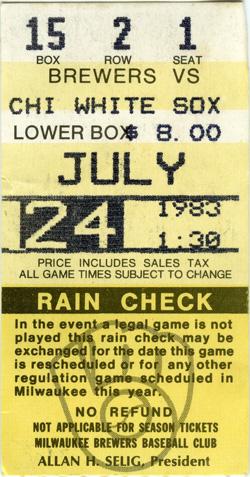 15 2 1
BOX ROW SEAT
BREWERS VS
CHI WHITE SOX
LOWER BOX $ 8.00
JULY
24 1983
1:30
PRICE INCLUDES SALES TAX
ALL GAME TIMES SUBJECT TO CHANGE
RAIN CHECK
In the event a legal game is not
played this rain check may be
exchanged for the date this game
is rescheduled or for any other
regulation game scheduled in
Milwaukee this year.
NO REFUND
NOT APPLICABLE FOR SEASON TICKETS
MILWAUKEE BREWERS BASEBALL CLUB
ALLAN H. SELIG, President